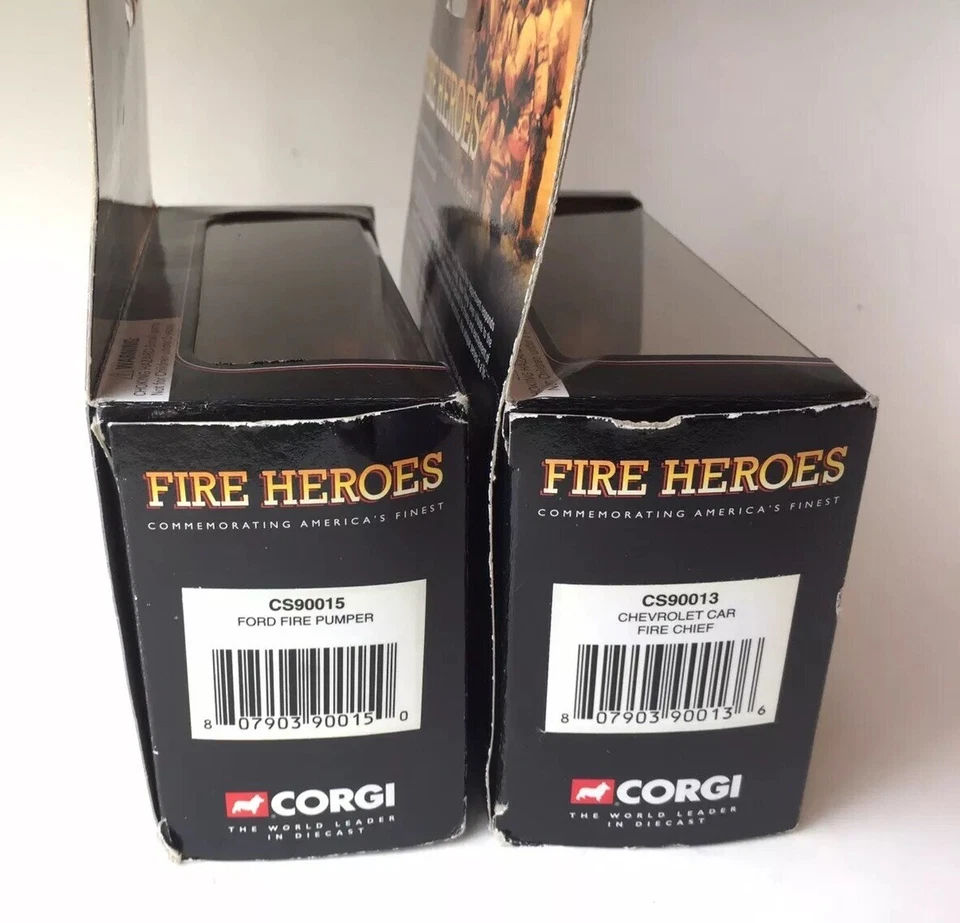 FIRE HEROES
⚠ WARNING
CHOKING HAZARD
FIRE HEROES
COMMEMORATING AMERICA'S FINEST
CS90015
FORD FIRE PUMPER
8 07903 90015 0
CORGI
THE WORLD LEADER
IN DIECAST
FIRE HEROES
COMMEMORATING AMERICA'S FINEST
CS90013
CHEVROLET CAR
FIRE CHIEF
8 07903 90013 6
CORGI
THE WORLD LEADER
IN DIECAST